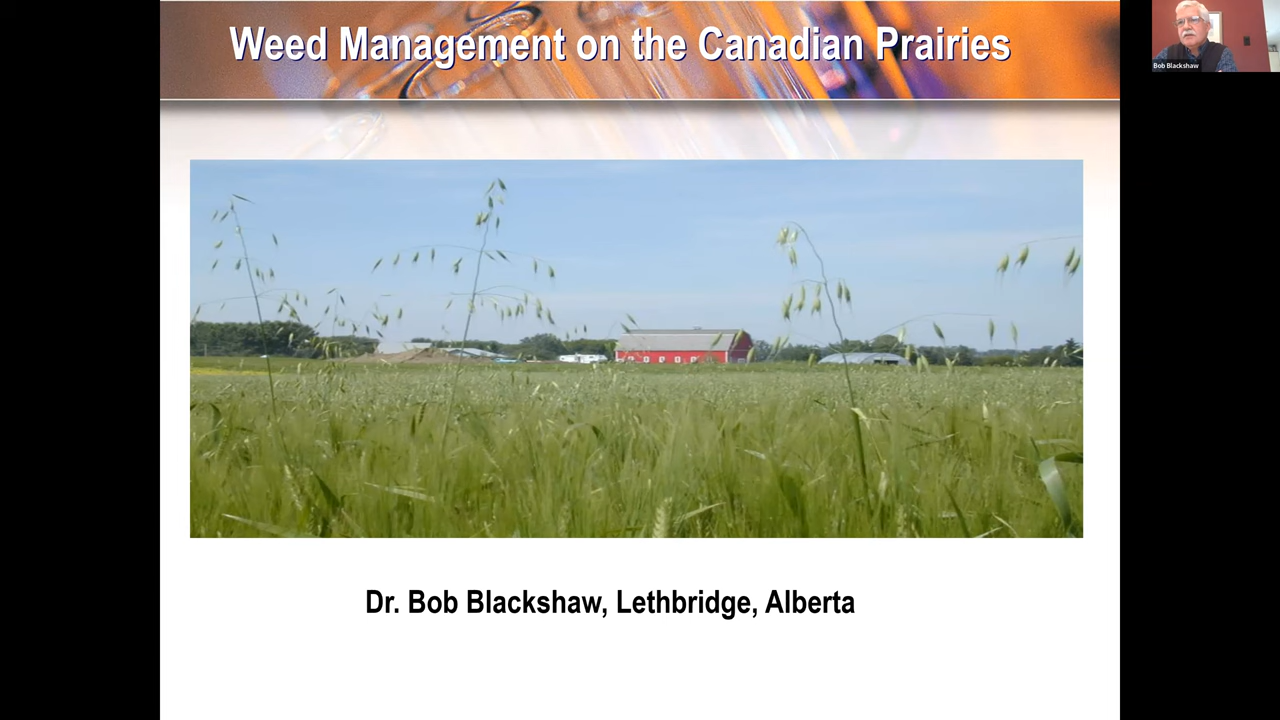 Weed Management on the Canadian Prairies
Bob Blackshaw
Dr. Bob Blackshaw, Lethbridge, Alberta